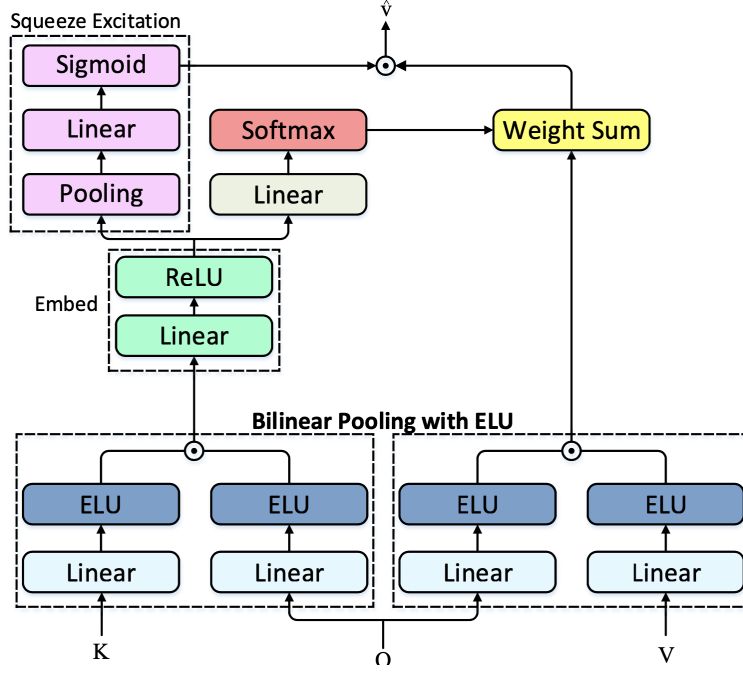 v̂
Squeeze Excitation
Sigmoid
Linear
Softmax
Weight Sum
Pooling
Linear
ReLU
Embed
Linear
Bilinear Pooling with ELU
ELU
ELU
ELU
ELU
Linear
Linear
Linear
Linear
K
Q
V